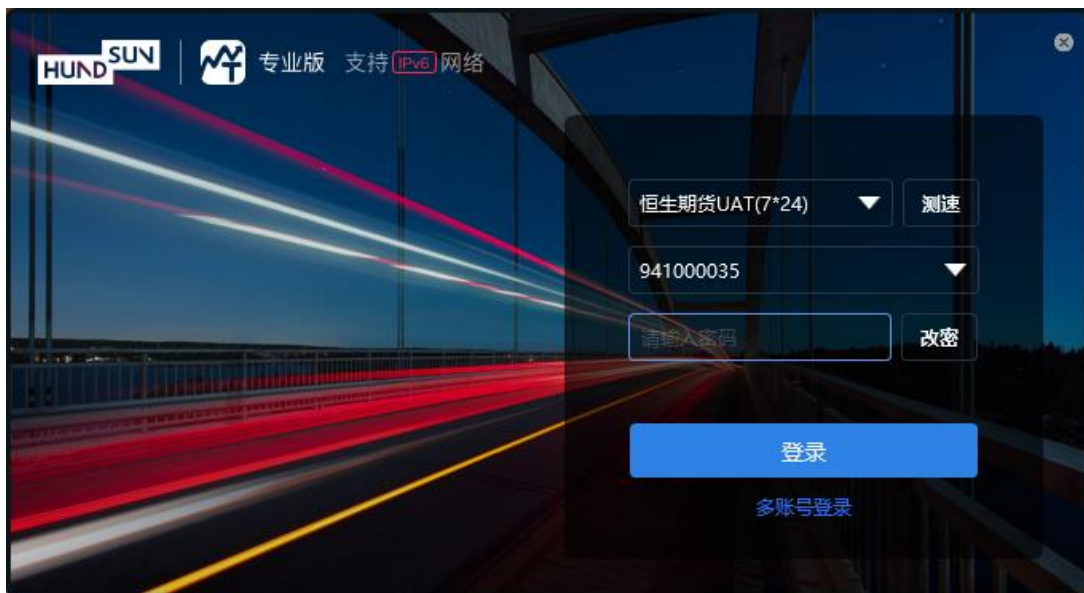 HUNDSUN 专业版 支持 IPv6 网络
恒生期货UAT(7*24) 测速
941000035
请输入密码 改密
登录
多账号登录